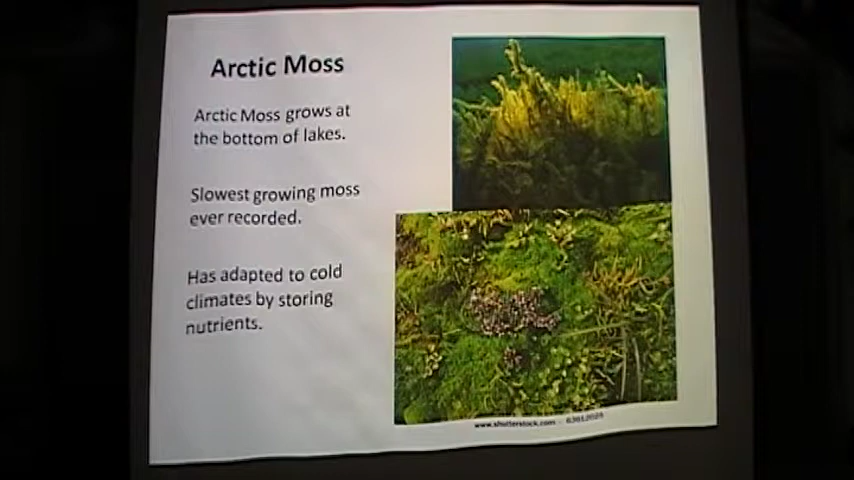 Arctic Moss
Arctic Moss grows at
the bottom of lakes.
Slowest growing moss
ever recorded.
Has adapted to cold
climates by storing
nutrients.
www.shutterstock.com